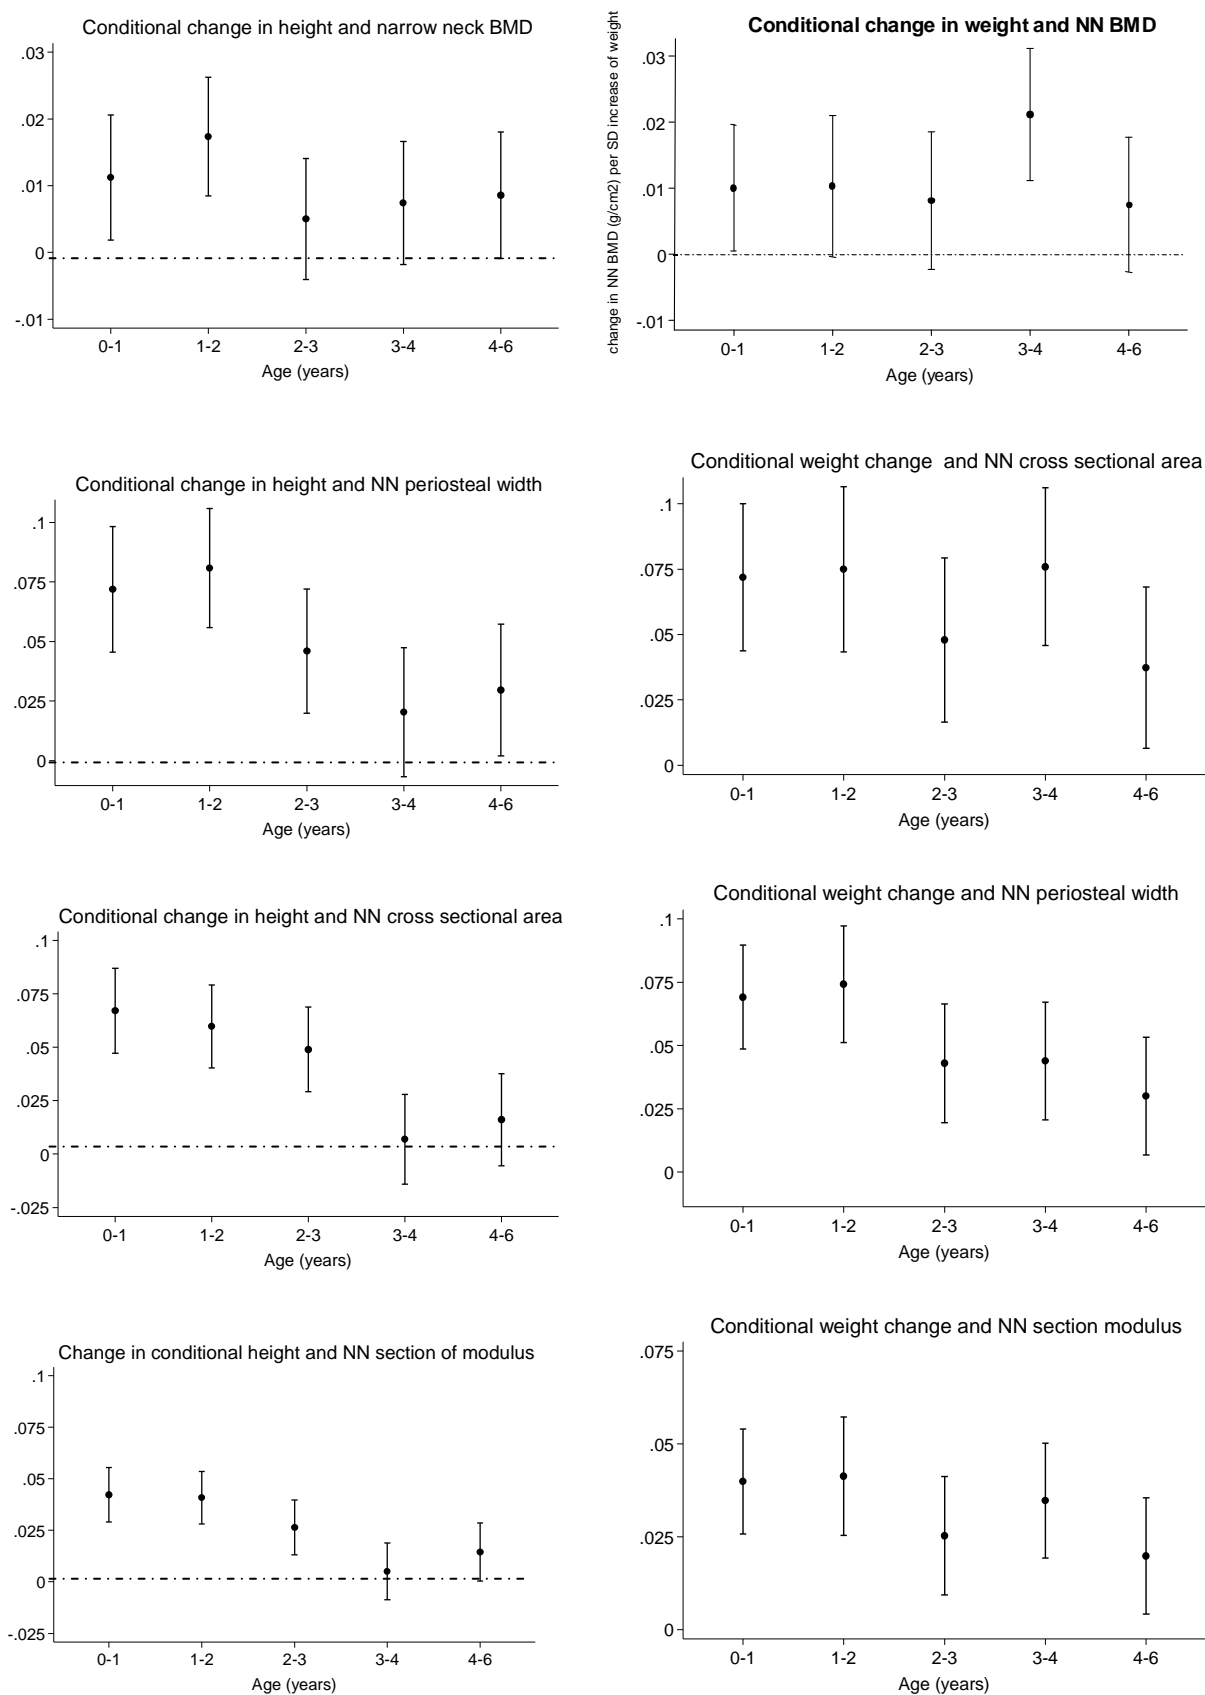 Conditional change in height and narrow neck BMD
.03
.02
.01
0
-.01
0-1 1-2 2-3 3-4 4-6
Age (years)
Conditional change in weight and NN BMD
change in NN BMD (g/cm2) per SD increase of weight
.03
.02
.01
0
-.01
0-1 1-2 2-3 3-4 4-6
Age (years)
Conditional change in height and NN periosteal width
.1
.075
.05
.025
0
0-1 1-2 2-3 3-4 4-6
Age (years)
Conditional weight change and NN cross sectional area
.1
.075
.05
.025
0
0-1 1-2 2-3 3-4 4-6
Age (years)
Conditional change in height and NN cross sectional area
.1
.075
.05
.025
0
-.025
0-1 1-2 2-3 3-4 4-6
Age (years)
Conditional weight change and NN periosteal width
.1
.075
.05
.025
0
0-1 1-2 2-3 3-4 4-6
Age (years)
Change in conditional height and NN section of modulus
.1
.075
.05
.025
0
-.025
0-1 1-2 2-3 3-4 4-6
Age (years)
Conditional weight change and NN section modulus
.075
.05
.025
0
0-1 1-2 2-3 3-4 4-6
Age (years)